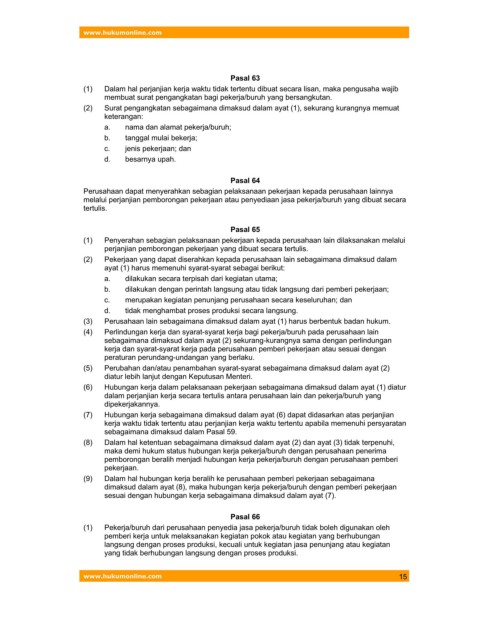 www.hukumonline.com
Pasal 63
(1) Dalam hal perjanjian kerja waktu tidak tertentu dibuat secara lisan, maka pengusaha wajib
membuat surat pengangkatan bagi pekerja/buruh yang bersangkutan.
(2) Surat pengangkatan sebagaimana dimaksud dalam ayat (1), sekurang kurangnya memuat
keterangan:
a. nama dan alamat pekerja/buruh;
b. tanggal mulai bekerja;
c. jenis pekerjaan; dan
d. besarnya upah.
Pasal 64
Perusahaan dapat menyerahkan sebagian pelaksanaan pekerjaan kepada perusahaan lainnya
melalui perjanjian pemborongan pekerjaan atau penyediaan jasa pekerja/buruh yang dibuat secara
tertulis.
Pasal 65
(1) Penyerahan sebagian pelaksanaan pekerjaan kepada perusahaan lain dilaksanakan melalui
perjanjian pemborongan pekerjaan yang dibuat secara tertulis.
(2) Pekerjaan yang dapat diserahkan kepada perusahaan lain sebagaimana dimaksud dalam
ayat (1) harus memenuhi syarat-syarat sebagai berikut:
a. dilakukan secara terpisah dari kegiatan utama;
b. dilakukan dengan perintah langsung atau tidak langsung dari pemberi pekerjaan;
c. merupakan kegiatan penunjang perusahaan secara keseluruhan; dan
d. tidak menghambat proses produksi secara langsung.
(3) Perusahaan lain sebagaimana dimaksud dalam ayat (1) harus berbentuk badan hukum.
(4) Perlindungan kerja dan syarat-syarat kerja bagi pekerja/buruh pada perusahaan lain
sebagaimana dimaksud dalam ayat (2) sekurang-kurangnya sama dengan perlindungan
kerja dan syarat-syarat kerja pada perusahaan pemberi pekerjaan atau sesuai dengan
peraturan perundang-undangan yang berlaku.
(5) Perubahan dan/atau penambahan syarat-syarat sebagaimana dimaksud dalam ayat (2)
diatur lebih lanjut dengan Keputusan Menteri.
(6) Hubungan kerja dalam pelaksanaan pekerjaan sebagaimana dimaksud dalam ayat (1) diatur
dalam perjanjian kerja secara tertulis antara perusahaan lain dan pekerja/buruh yang
dipekerjakannya.
(7) Hubungan kerja sebagaimana dimaksud dalam ayat (6) dapat didasarkan atas perjanjian
kerja waktu tidak tertentu atau perjanjian kerja waktu tertentu apabila memenuhi persyaratan
sebagaimana dimaksud dalam Pasal 59.
(8) Dalam hal ketentuan sebagaimana dimaksud dalam ayat (2) dan ayat (3) tidak terpenuhi,
maka demi hukum status hubungan kerja pekerja/buruh dengan perusahaan penerima
pemborongan beralih menjadi hubungan kerja pekerja/buruh dengan perusahaan pemberi
pekerjaan.
(9) Dalam hal hubungan kerja beralih ke perusahaan pemberi pekerjaan sebagaimana
dimaksud dalam ayat (8), maka hubungan kerja pekerja/buruh dengan pemberi pekerjaan
sesuai dengan hubungan kerja sebagaimana dimaksud dalam ayat (7).
Pasal 66
(1) Pekerja/buruh dari perusahaan penyedia jasa pekerja/buruh tidak boleh digunakan oleh
pemberi kerja untuk melaksanakan kegiatan pokok atau kegiatan yang berhubungan
langsung dengan proses produksi, kecuali untuk kegiatan jasa penunjang atau kegiatan
yang tidak berhubungan langsung dengan proses produksi.
www.hukumonline.com 15